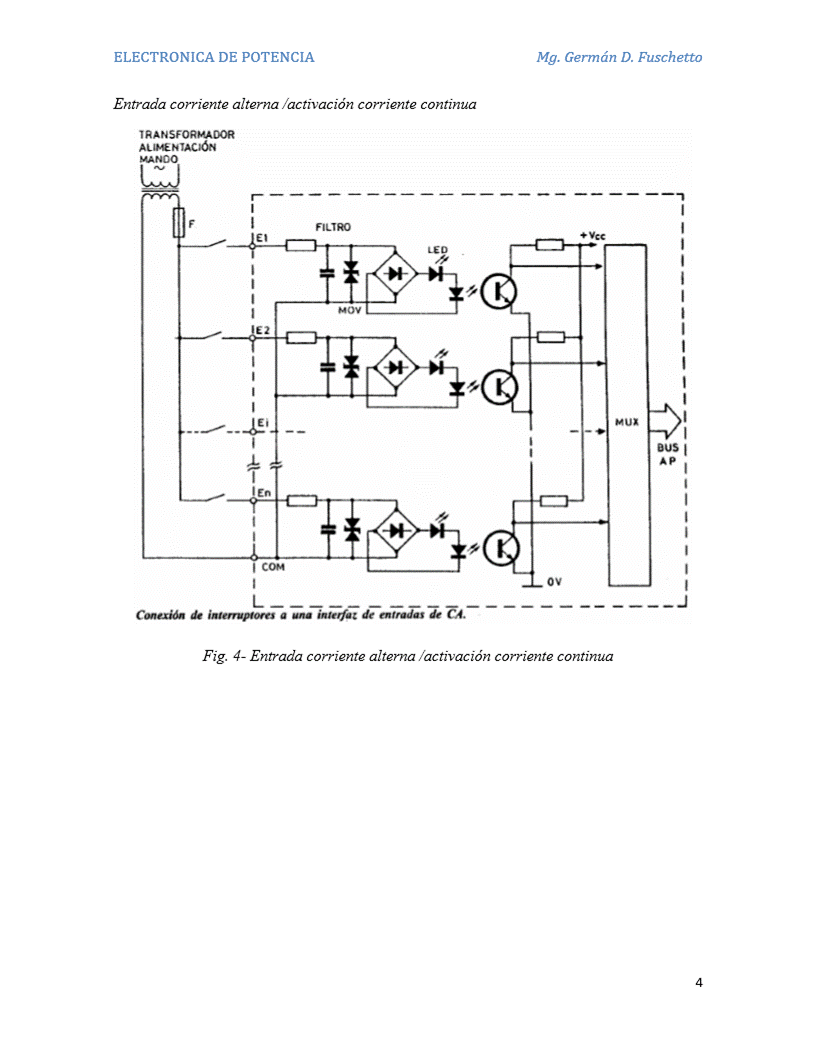 ELECTRONICA DE POTENCIA Mg. Germán D. Fuschetto
Entrada corriente alterna /activación corriente continua
TRANSFORMADOR
ALIMENTACIÓN
MANDO
F
E1
FILTRO
LED
+Vcc
MOV
E2
Ei
MUX
BUS
AP
En
COM
0V
Conexión de interruptores a una interfaz de entradas de CA.
Fig. 4- Entrada corriente alterna /activación corriente continua
4